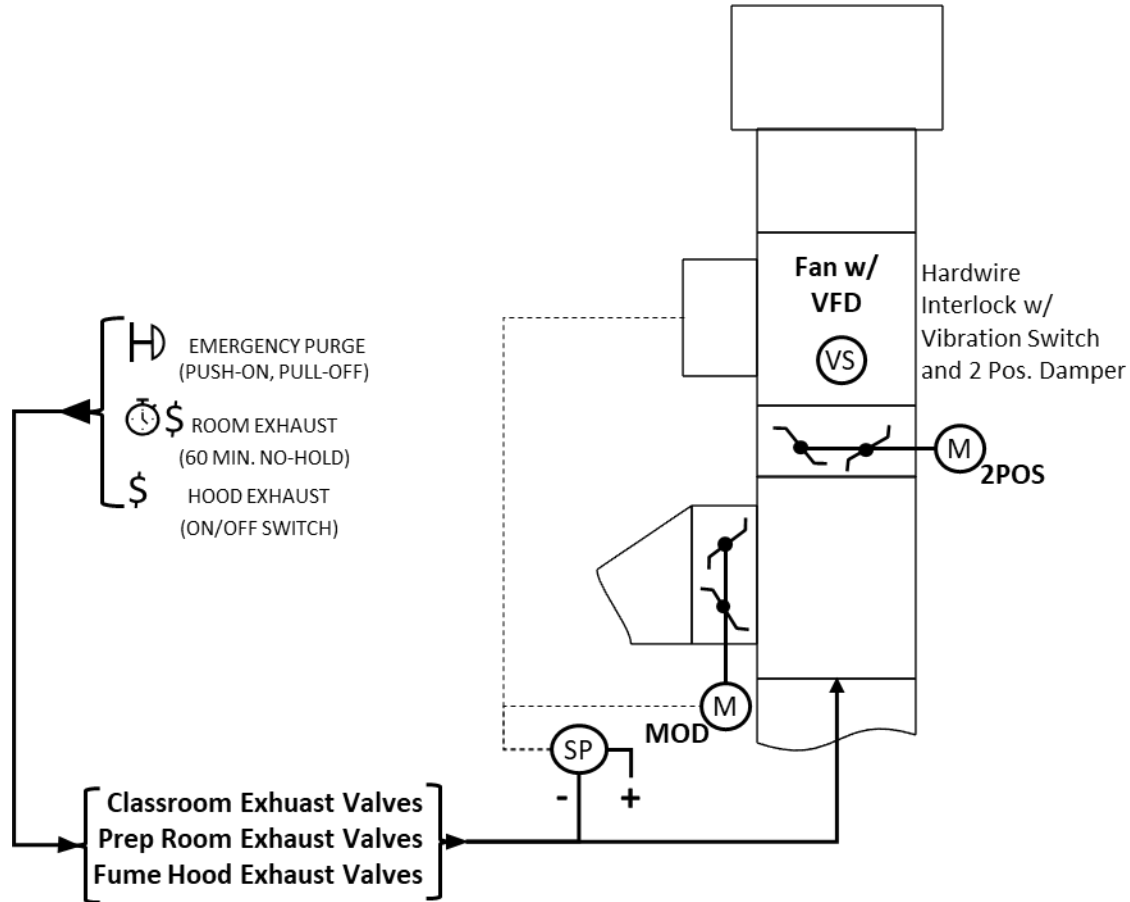 Fan w/
VFD
VS
Hardwire
Interlock w/
Vibration Switch
and 2 Pos. Damper
EMERGENCY PURGE
(PUSH-ON, PULL-OFF)
$ ROOM EXHAUST
(60 MIN. NO-HOLD)
$ HOOD EXHAUST
(ON/OFF SWITCH)
M
2POS
M
MOD
SP
- +
Classroom Exhuast Valves
Prep Room Exhaust Valves
Fume Hood Exhaust Valves